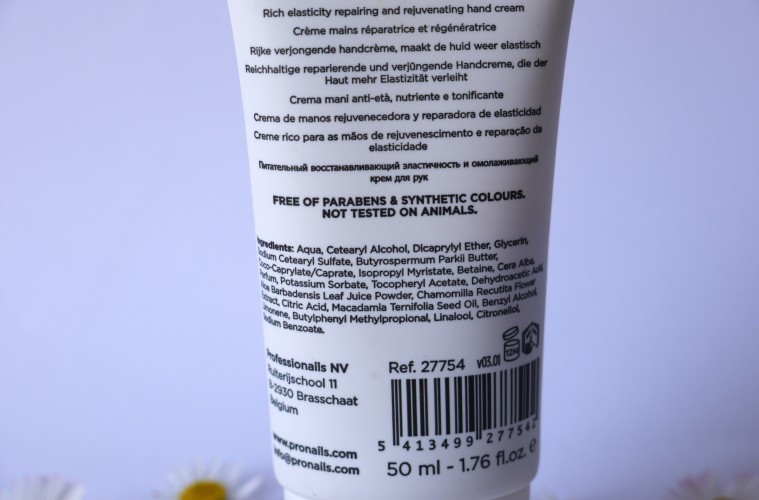 Rich elasticity repairing and rejuvenating hand cream
Crème mains réparatrice et régénératrice
Rijke verjongende handcrème, maakt de huid weer elastisch
Reichhaltige reparierende und verjüngende Handcreme, die der
Haut mehr Elastizität verleiht
Crema mani anti-età, nutriente e tonificante
Crema de manos rejuvenecedora y reparadora de elasticidad
Creme rico para as mãos de rejuvenescimento e reparação da
elasticidade
Питательный восстанавливающий эластичность и омолаживающий
крем для рук
FREE OF PARABENS & SYNTHETIC COLOURS.
NOT TESTED ON ANIMALS.
Ingredients: Aqua, Cetearyl Alcohol, Dicaprylyl Ether, Glycerin,
Sodium Cetearyl Sulfate, Butyrospermum Parkii Butter,
Coco-Caprylate/Caprate, Isopropyl Myristate, Betaine, Cera Alba,
Parfum, Potassium Sorbate, Tocopheryl Acetate, Dehydroacetic Acid,
Aloe Barbadensis Leaf Juice Powder, Chamomilla Recutita Flower
Extract, Citric Acid, Macadamia Ternifolia Seed Oil, Benzyl Alcohol,
Limonene, Butylphenyl Methylpropional, Linalool, Citronellol,
Sodium Benzoate.
Professionails NV
Ruiterijschool 11
B-2930 Brasschaat
Belgium
www.pronails.com
info@pronails.com
Ref. 27754 v03.01 12M
5 413499 277542
50 ml - 1.76 fl.oz. e